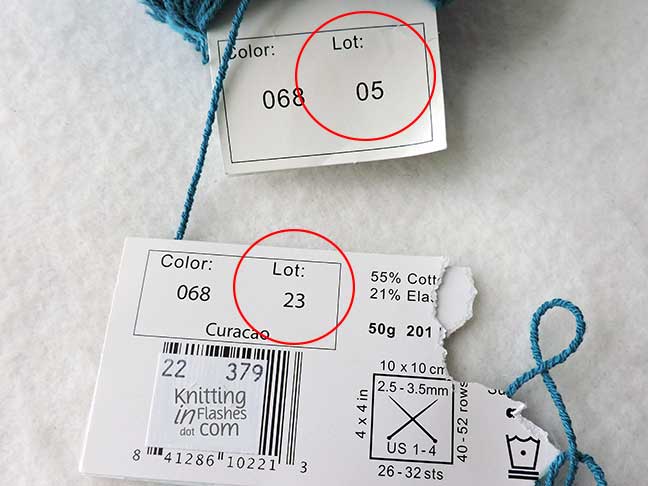 Color: Lot:
068 05
Color: Lot:
068 23
Curacao
55% Cott
21% Elas
50g 201
22 379
Knitting
in Flashes
dot com
8 41286 10221 3
10 x 10 cm
4 x 4 in
2.5 - 3.5mm
US 1-4
40 - 52 rows
26 - 32 sts